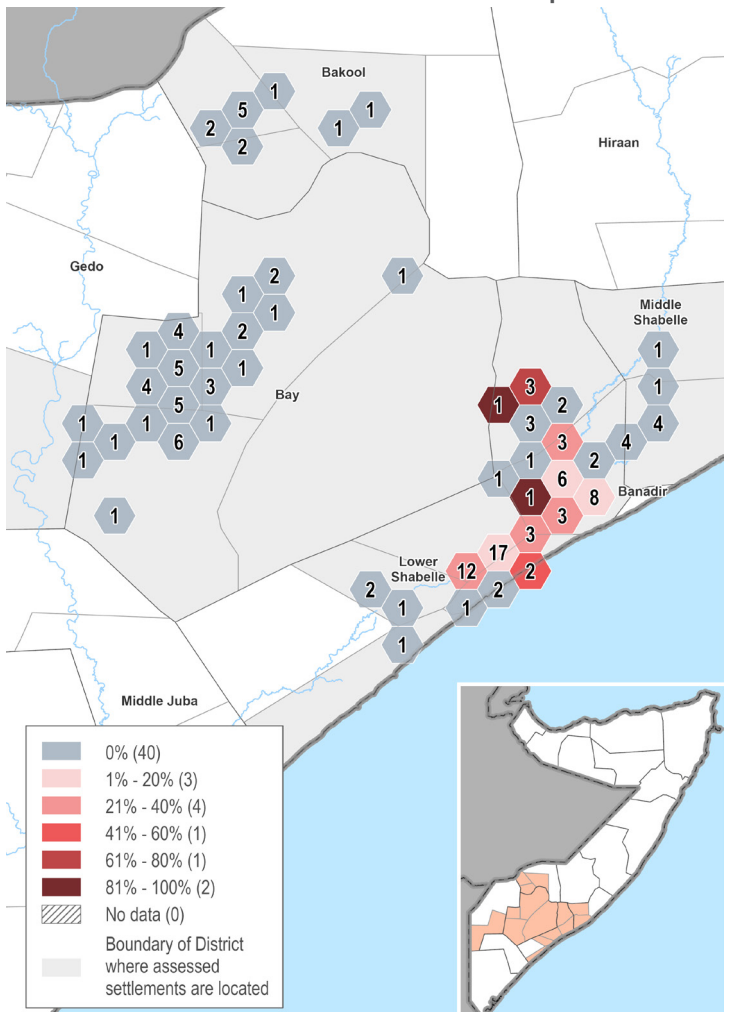 1
Bakool
5
1
2
1
2
Hiraan
Gedo
2
1
1
1
Middle
Shabelle
4
2
1
1
1
5
1
4
3
3
1
1
Bay
5
1
2
1
1
1
3
4
1
6
3
4
1
1
2
1
6
1
8
Banadir
1
3
3
17
Lower
Shabelle
12
2
2
2
1
1
1
Middle Juba
0% (40)
1% - 20% (3)
21% - 40% (4)
41% - 60% (1)
61% - 80% (1)
81% - 100% (2)
No data (0)
Boundary of District
where assessed
settlements are located